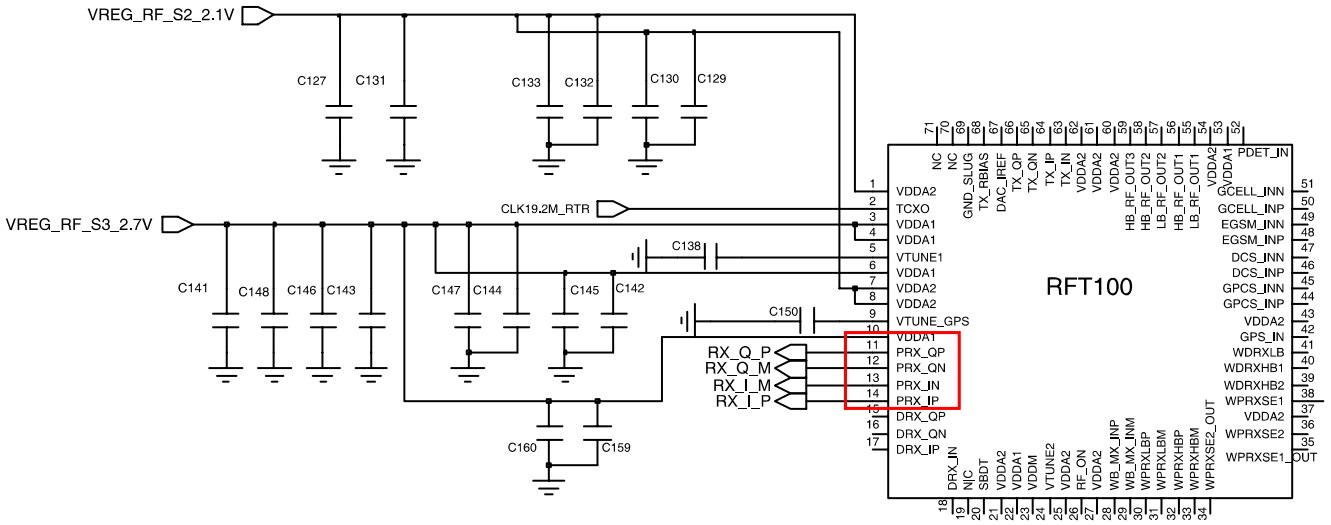 VREG_RF_S2_2.1V
C127
C131
C133
C132
C130
C129
VREG_RF_S3_2.7V
CLK19.2M_RTR
C138
C141
C148
C146
C143
C147
C144
C145
C142
C150
RX_Q_P
RX_Q_M
RX_I_M
RX_I_P
C160
C159
RFT100
1 VDDA2
2 TCXO
3 VDDA1
4 VDDA1
5 VTUNE1
6 VDDA1
7 VDDA2
8 VDDA2
9 VTUNE_GPS
10 VDDA1
11 PRX_QP
12 PRX_QN
13 PRX_IN
14 PRX_IP
15 DRX_QP
16 DRX_QN
17 DRX_IP
18 DRX_IN
19 N|C
20 SBDT
21 VDDA2
22 VDDA1
23 VDDM
24 VTUNE2
25 VDDA2
26 RF_ON
27 VDDA2
28 WB_MX_INP
29 WB_MX_INM
30 WPRXLBP
31 WPRXLBM
32 WPRXHBP
33 WPRXHBM
34 WPRXSE2_OUT
71 NC
70 NC
69 GND_SLUG
68 TX_RBIAS
67 DAC_IREF
66 TX_QP
65 TX_QN
64 TX_IP
63 TX_IN
62 VDDA2
61 VDDA2
60 VDDA2
59 HB_RF_OUT3
58 HB_RF_OUT2
57 LB_RF_OUT2
56 HB_RF_OUT1
55 LB_RF_OUT1
54 VDDA2
53 VDDA1
52 PDET_IN
GCELL_INN 51
GCELL_INP 50
EGSM_INN 49
EGSM_INP 48
DCS_INN 47
DCS_INP 46
GPCS_INN 45
GPCS_INP 44
VDDA2 43
GPS_IN 42
WDRXLB 41
WDRXHB1 40
WDRXHB2 39
WPRXSE1 38
VDDA2 37
WPRXSE2 36
WPRXSE1_OUT 35